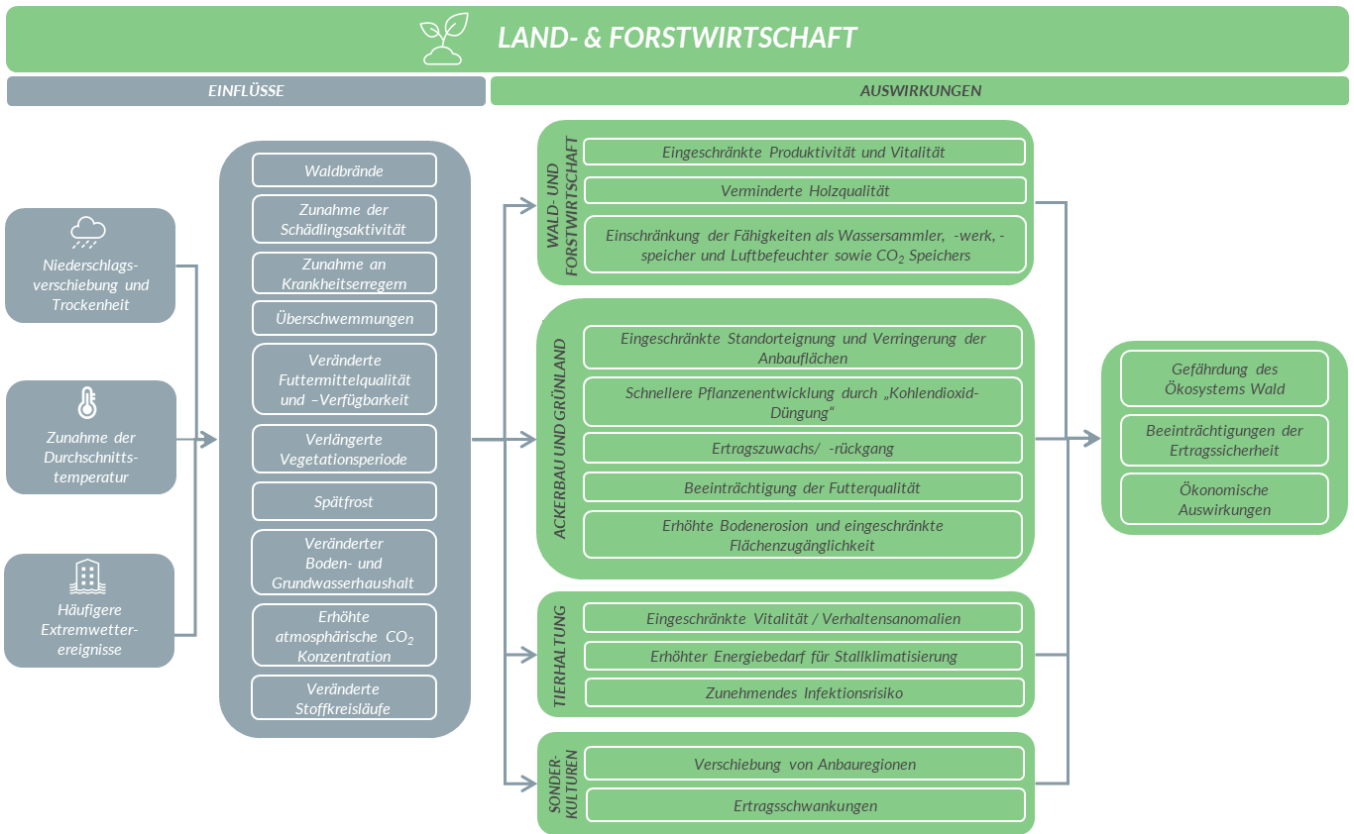 LAND- & FORSTWIRTSCHAFT
EINFLÜSSE
AUSWIRKUNGEN
Niederschlags-
verschiebung und
Trockenheit
Zunahme der
Durchschnitts-
temperatur
Häufigere
Extremwetter-
ereignisse
Waldbrände
Zunahme der
Schädlingsaktivität
Zunahme an
Krankheitserregern
Überschwemmungen
Veränderte
Futtermittelqualität
und –Verfügbarkeit
Verlängerte
Vegetationsperiode
Spätfrost
Veränderter
Boden- und
Grundwasserhaushalt
Erhöhte
atmosphärische CO₂
Konzentration
Veränderte
Stoffkreisläufe
WALD- UND
FORSTWIRTSCHAFT
Eingeschränkte Produktivität und Vitalität
Verminderte Holzqualität
Einschränkung der Fähigkeiten als Wassersammler, -werk, -
speicher und Luftbefeuchter sowie CO₂ Speichers
ACKERBAU UND GRÜNLAND
Eingeschränkte Standorteignung und Verringerung der
Anbauflächen
Schnellere Pflanzenentwicklung durch „Kohlendioxid-
Düngung“
Ertragszuwachs/ -rückgang
Beeinträchtigung der Futterqualität
Erhöhte Bodenerosion und eingeschränkte
Flächenzugänglichkeit
TIERHALTUNG
Eingeschränkte Vitalität / Verhaltensanomalien
Erhöhter Energiebedarf für Stallklimatisierung
Zunehmendes Infektionsrisiko
SONDER-
KULTUREN
Verschiebung von Anbauregionen
Ertragsschwankungen
Gefährdung des
Ökosystems Wald
Beeinträchtigungen der
Ertragssicherheit
Ökonomische
Auswirkungen